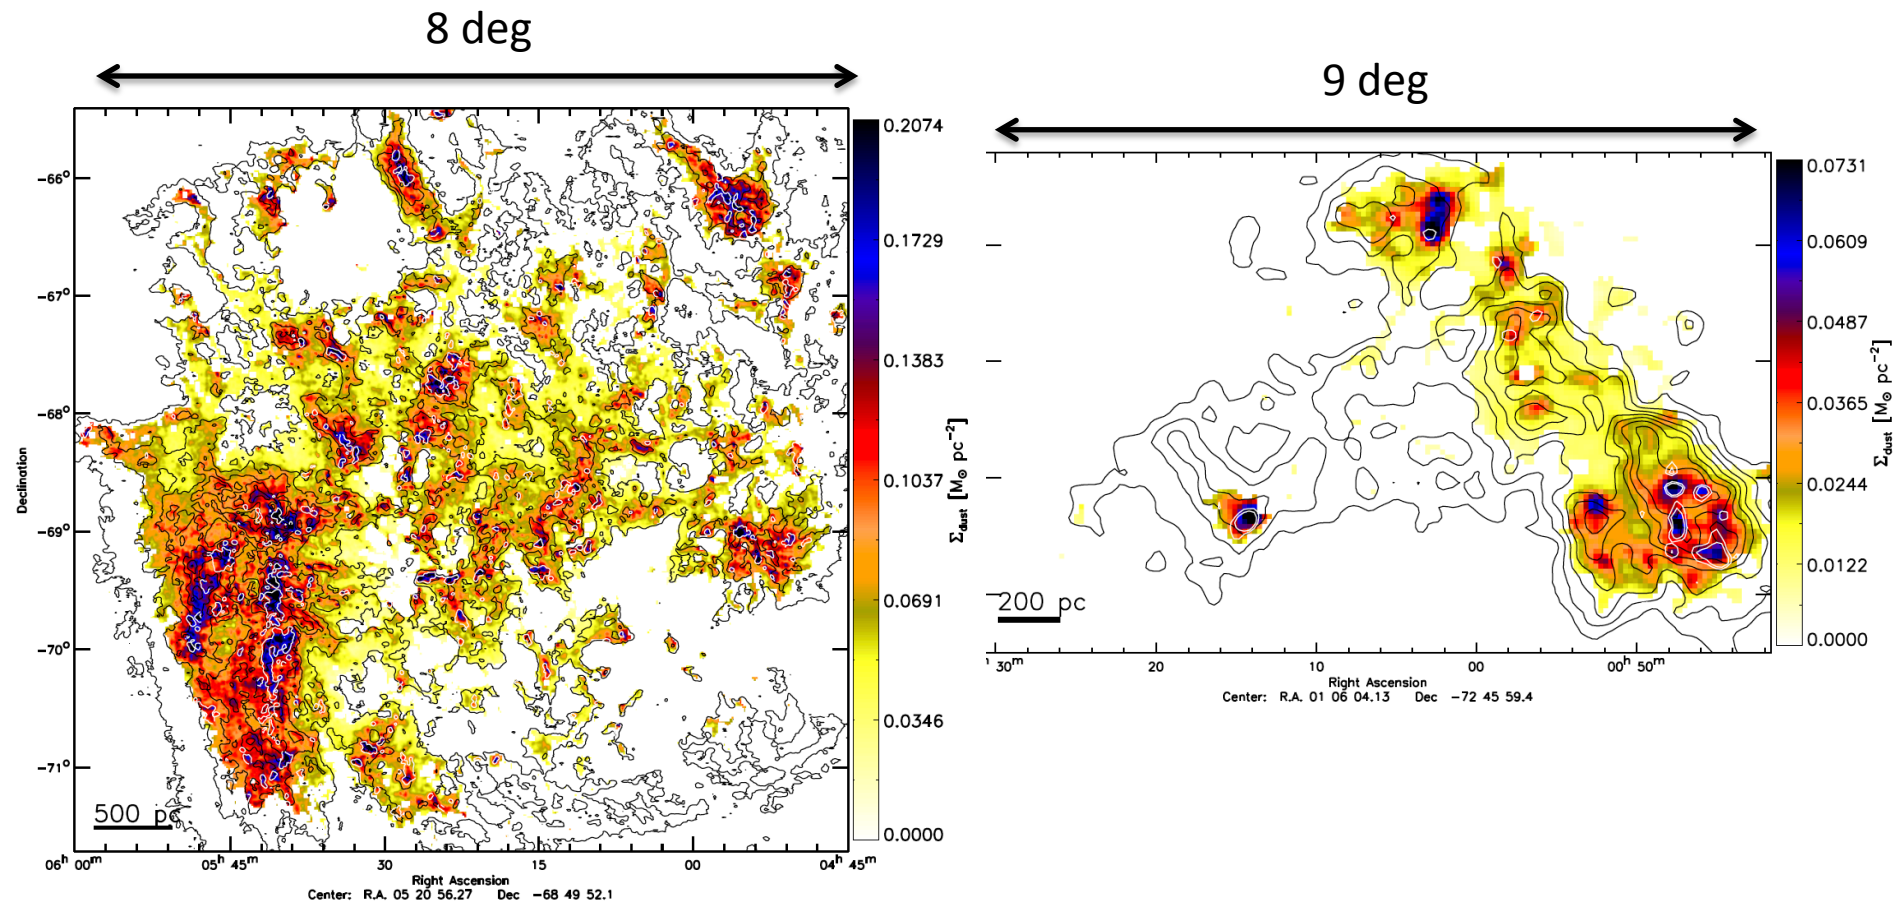 8 deg
9 deg
0.2074
0.1729
0.1383
0.1037
0.0691
0.0346
0.0000
Σdust [M⊙ pc⁻²]
−66°
−67°
−68°
−69°
−70°
−71°
Declination
500 pc
06ʰ 00ᵐ 05ʰ 45ᵐ 30 15 00 04ʰ 45ᵐ
Right Ascension
Center: R.A. 05 20 56.27 Dec −68 49 52.1
0.0731
0.0609
0.0487
0.0365
0.0244
0.0122
0.0000
Σdust [M⊙ pc⁻²]
200 pc
30ᵐ 20 10 00 00ʰ 50ᵐ
Right Ascension
Center: R.A. 01 06 04.13 Dec −72 45 59.4